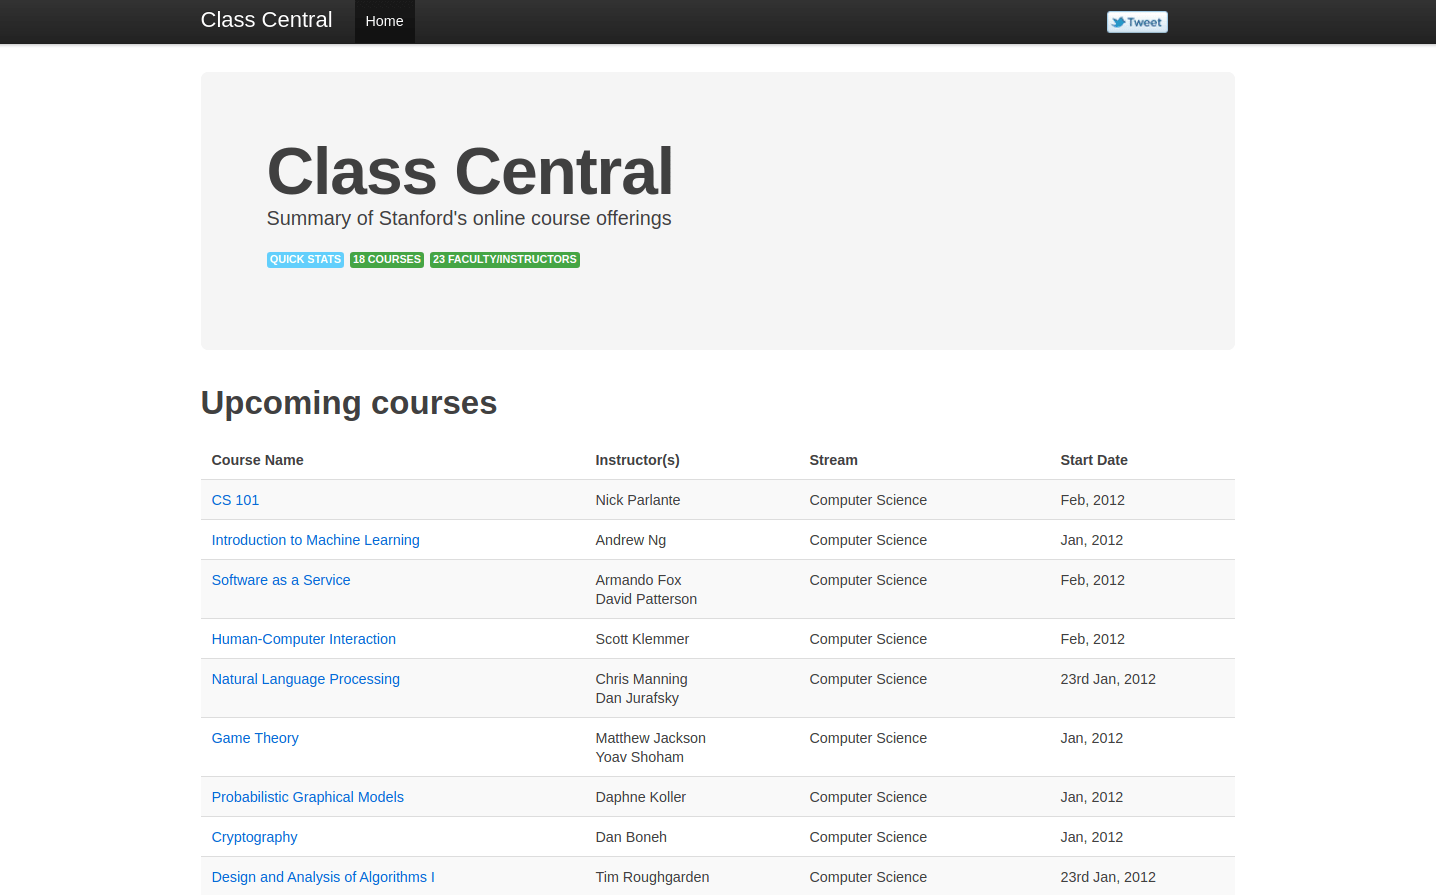 Class Central Home Tweet
Class Central
Summary of Stanford's online course offerings
QUICK STATS 18 COURSES 23 FACULTY/INSTRUCTORS
Upcoming courses
Course Name Instructor(s) Stream Start Date
CS 101 Nick Parlante Computer Science Feb, 2012
Introduction to Machine Learning Andrew Ng Computer Science Jan, 2012
Software as a Service Armando Fox Computer Science Feb, 2012
David Patterson
Human-Computer Interaction Scott Klemmer Computer Science Feb, 2012
Natural Language Processing Chris Manning Computer Science 23rd Jan, 2012
Dan Jurafsky
Game Theory Matthew Jackson Computer Science Jan, 2012
Yoav Shoham
Probabilistic Graphical Models Daphne Koller Computer Science Jan, 2012
Cryptography Dan Boneh Computer Science Jan, 2012
Design and Analysis of Algorithms I Tim Roughgarden Computer Science 23rd Jan, 2012